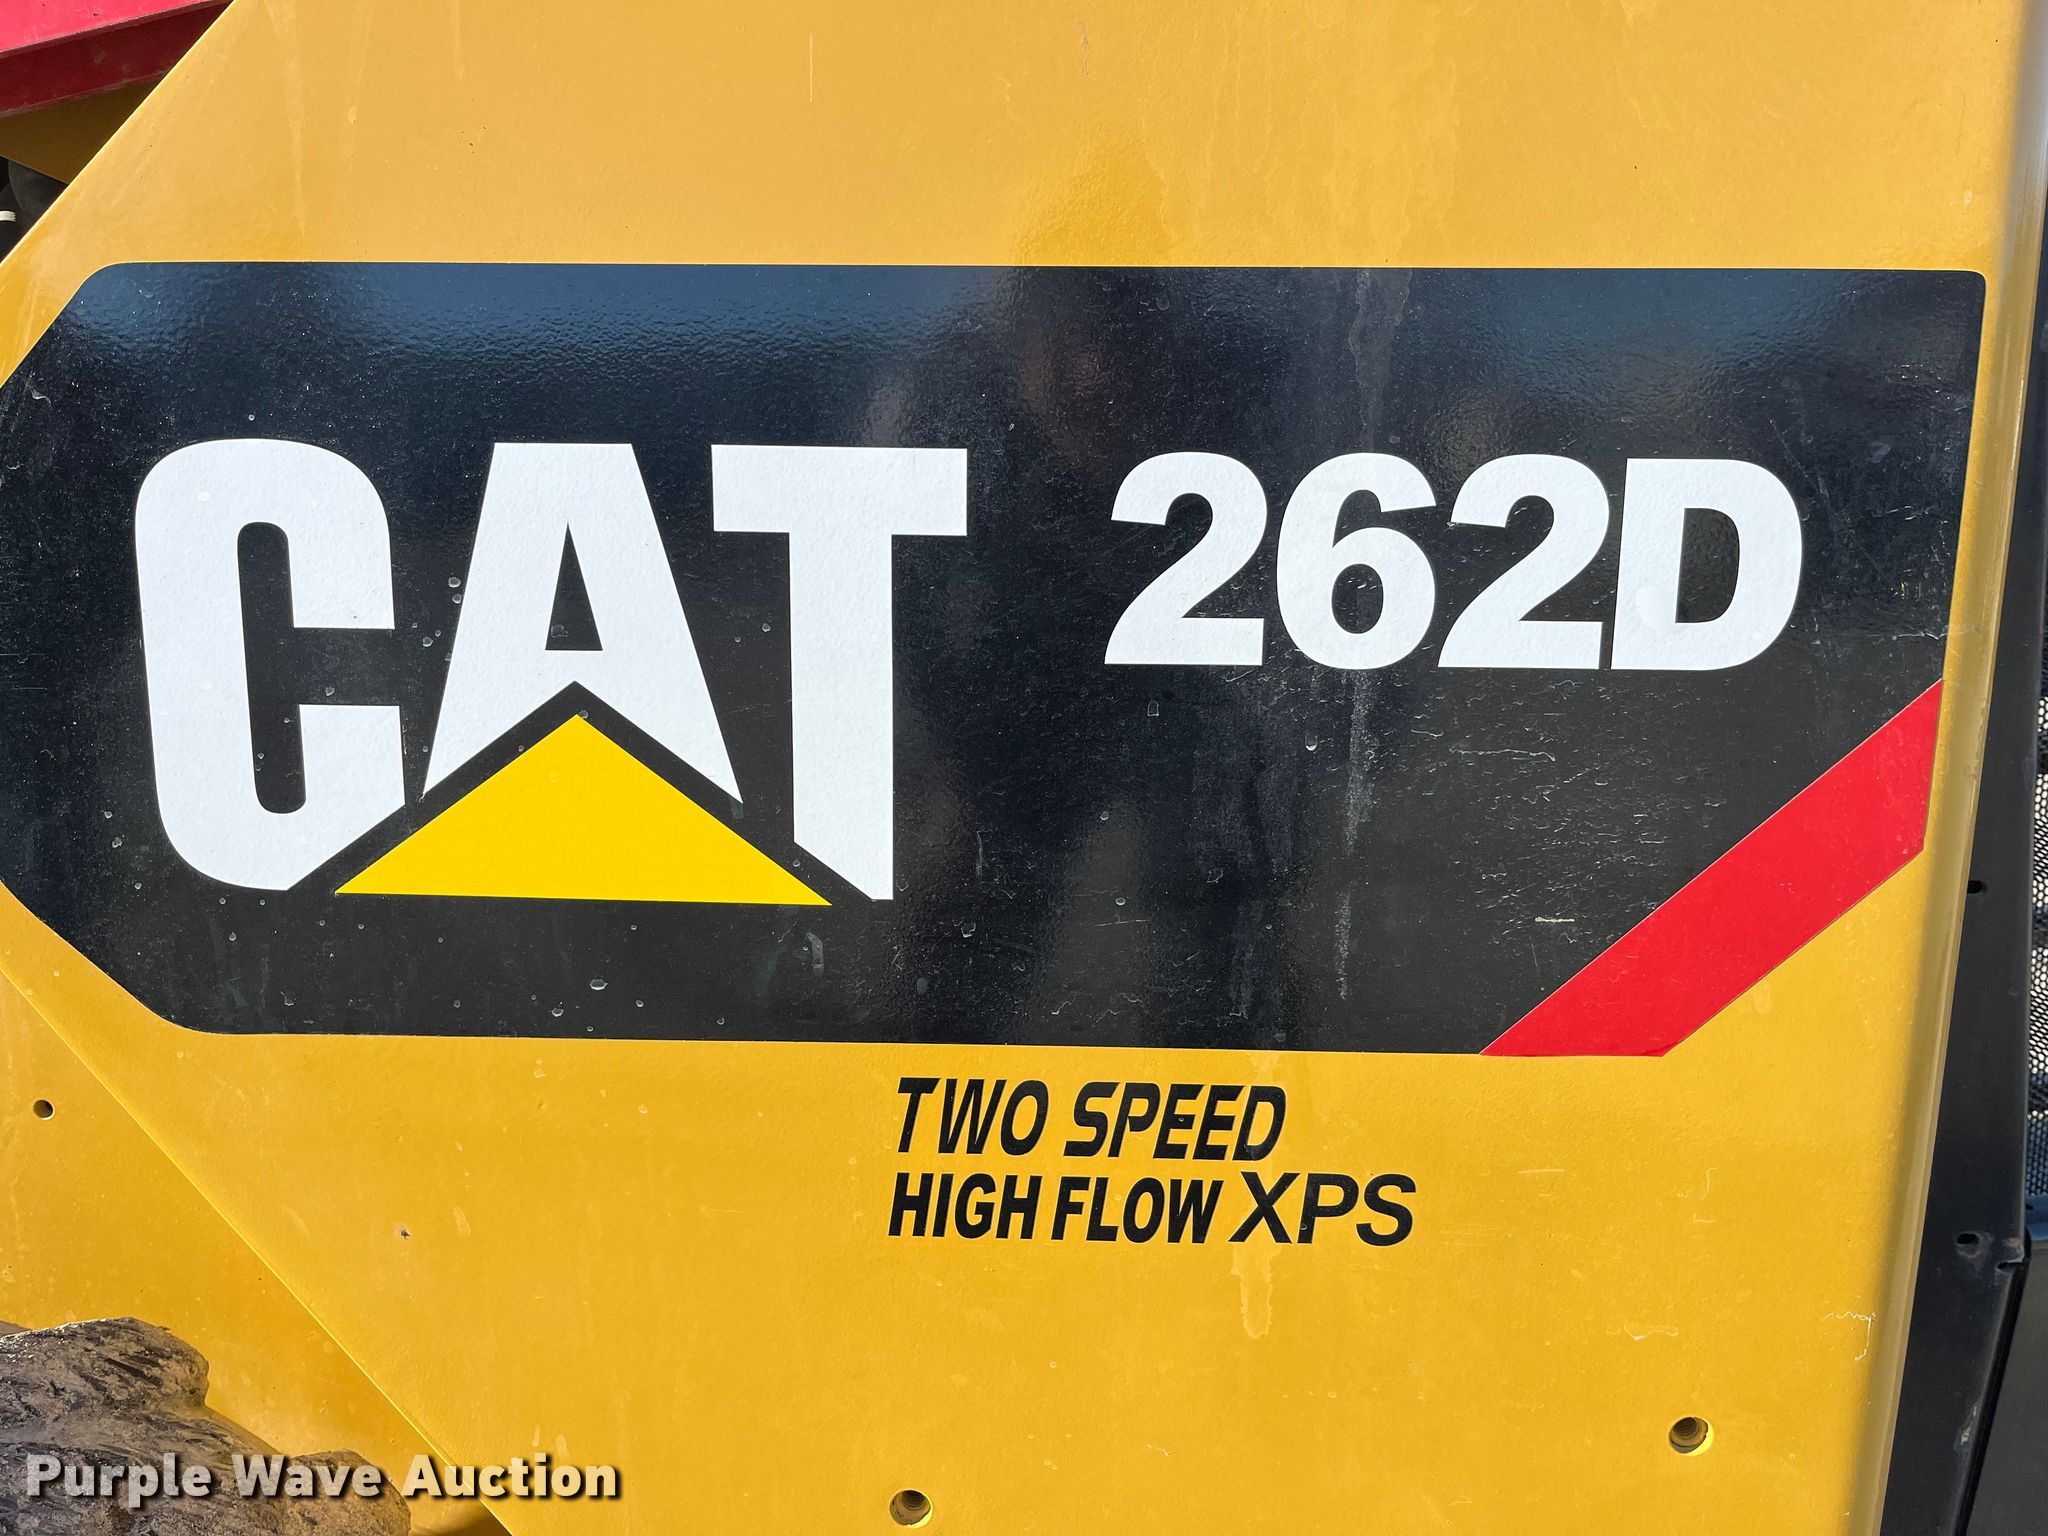 CAT 262D
TWO SPEED
HIGH FLOW XPS
Purple Wave Auction